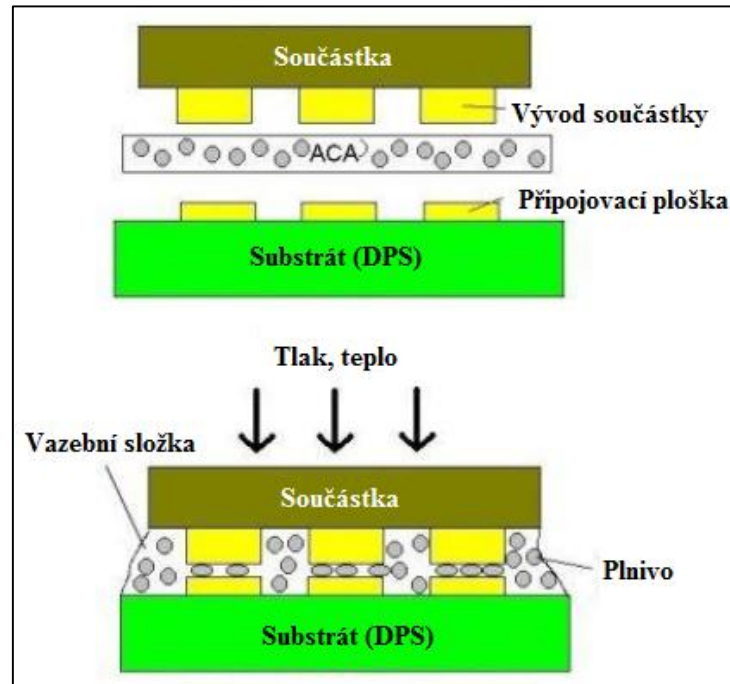 Součástka
Vývod součástky
ACA
Připojovací ploška
Substrát (DPS)
Tlak, teplo
Vazební složka
Součástka
Plnivo
Substrát (DPS)